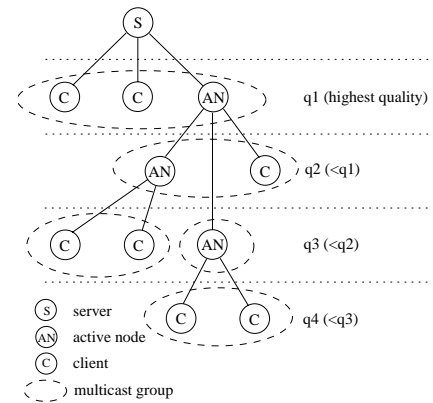 S
C C AN q1 (highest quality)
AN C q2 (<q1)
C C AN q3 (<q2)
C C q4 (<q3)
S server
AN active node
C client
multicast group